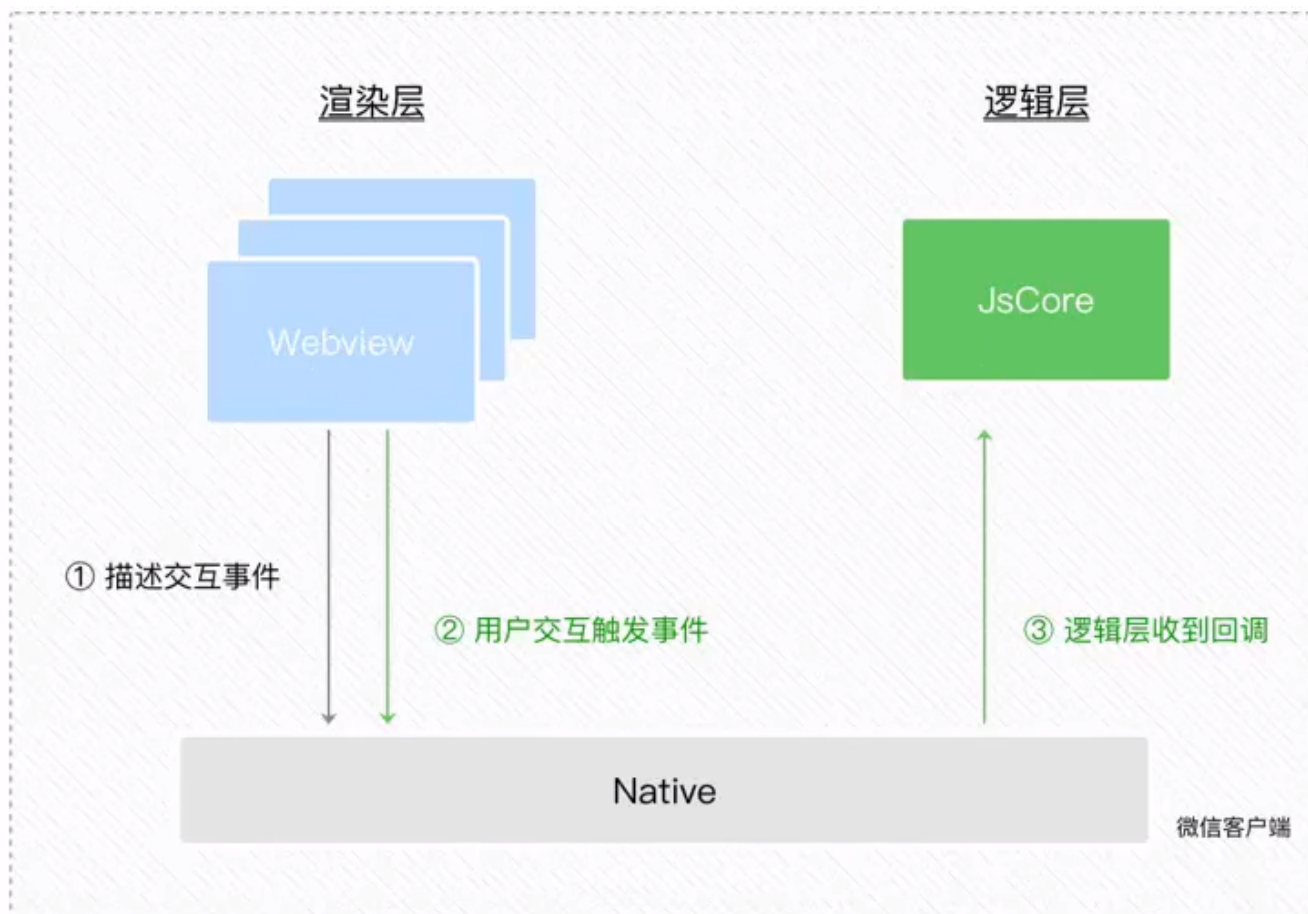 渲染层
逻辑层
Webview
JsCore
① 描述交互事件
② 用户交互触发事件
③ 逻辑层收到回调
Native
微信客户端